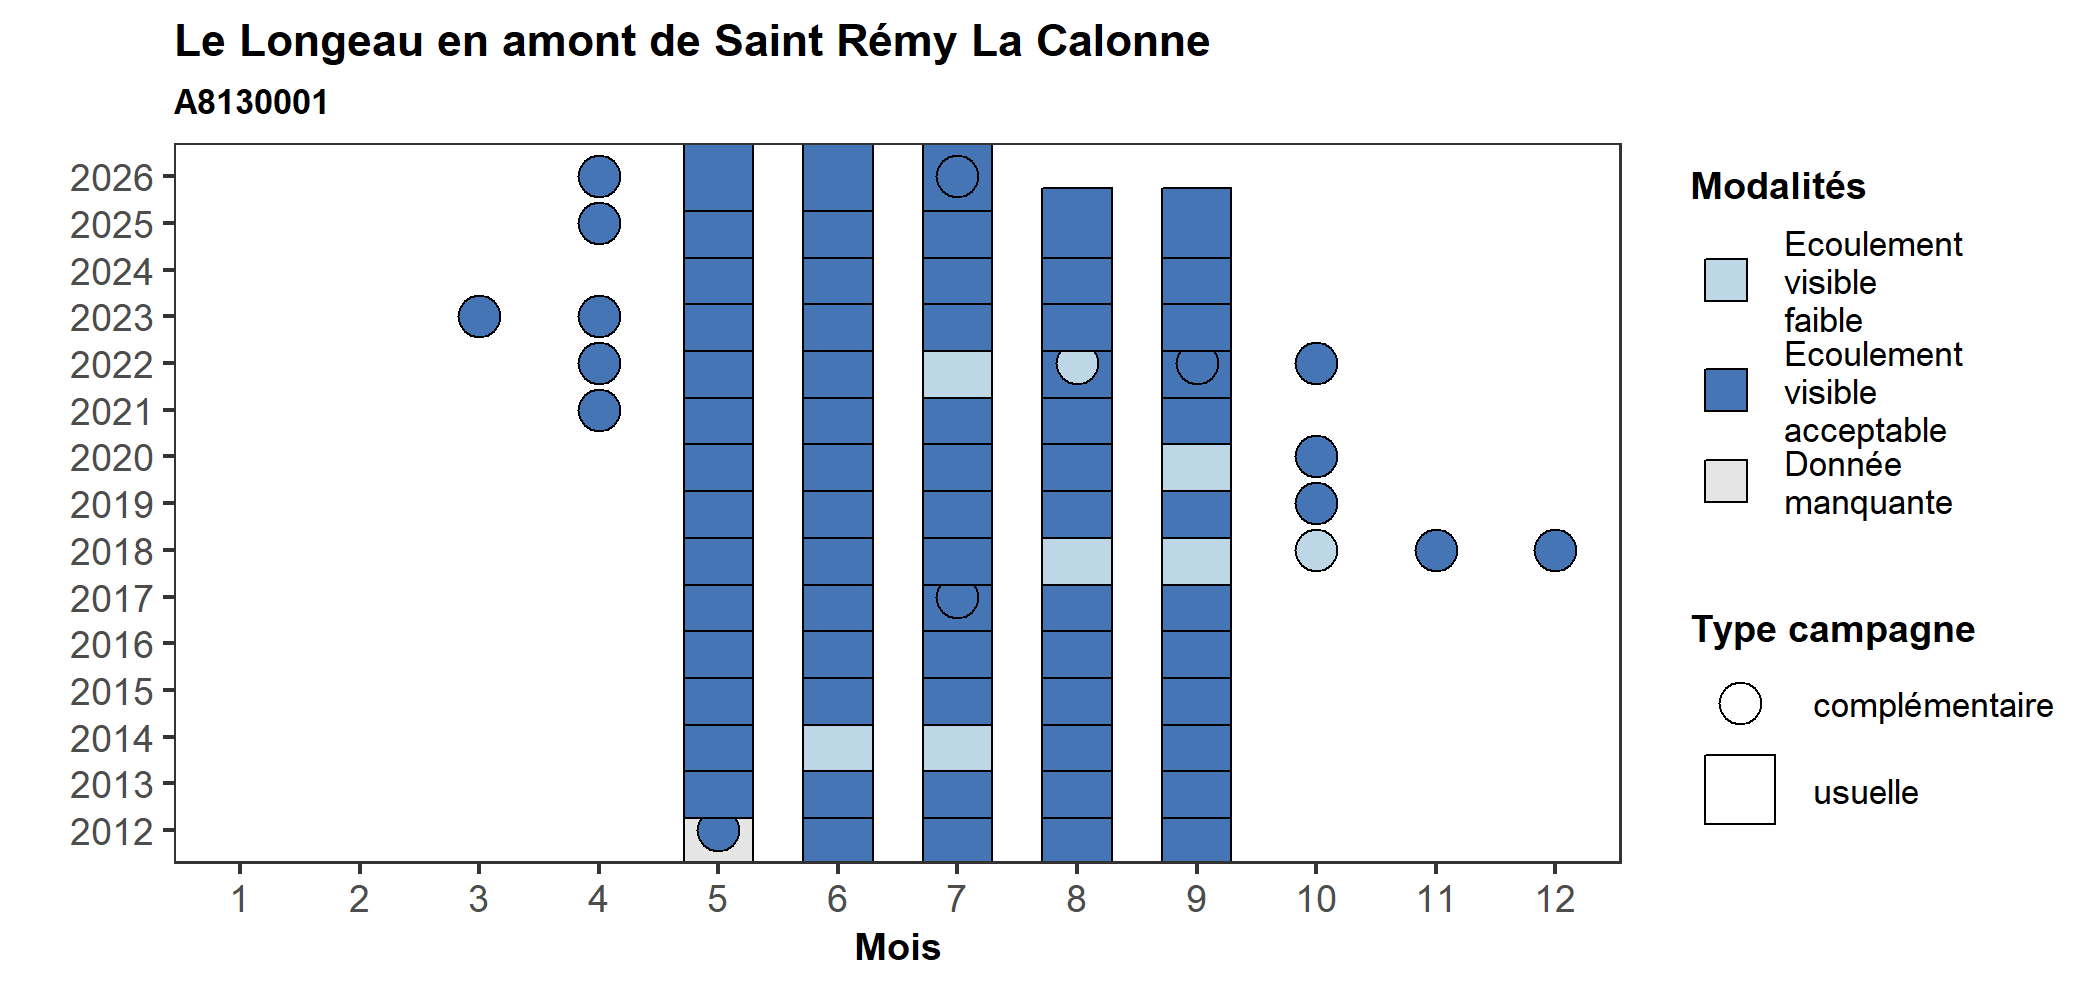 Le Longeau en amont de Saint Rémy La Calonne
A8130001
2026
2025
2024
2023
2022
2021
2020
2019
2018
2017
2016
2015
2014
2013
2012
1 2 3 4 5 6 7 8 9 10 11 12
Mois
Modalités
Ecoulement
visible
faible
Ecoulement
visible
acceptable
Donnée
manquante
Type campagne
complémentaire
usuelle